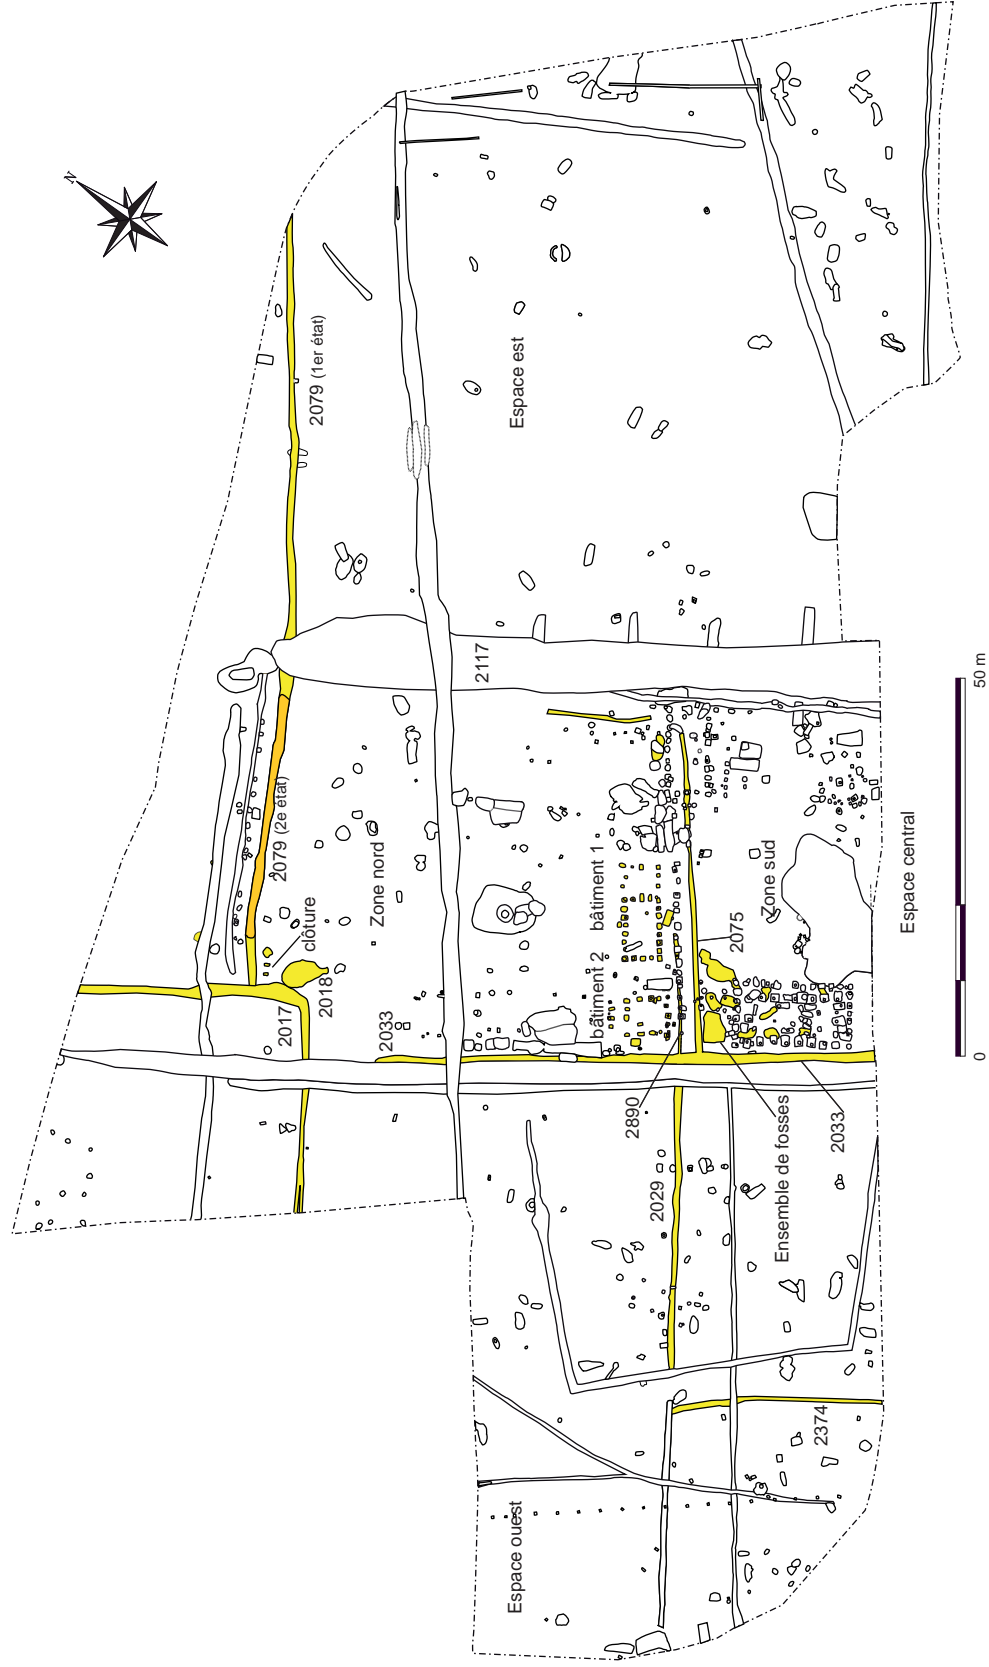 N
2079 (1er état)
Espace est
2117
2079 (2e état)
clôture
Zone nord
2018
2017
2033
bâtiment 1
bâtiment 2
Zone sud
2075
Espace central
2890
2029
Ensemble de fosses
2033
2374
Espace ouest
0
50 m